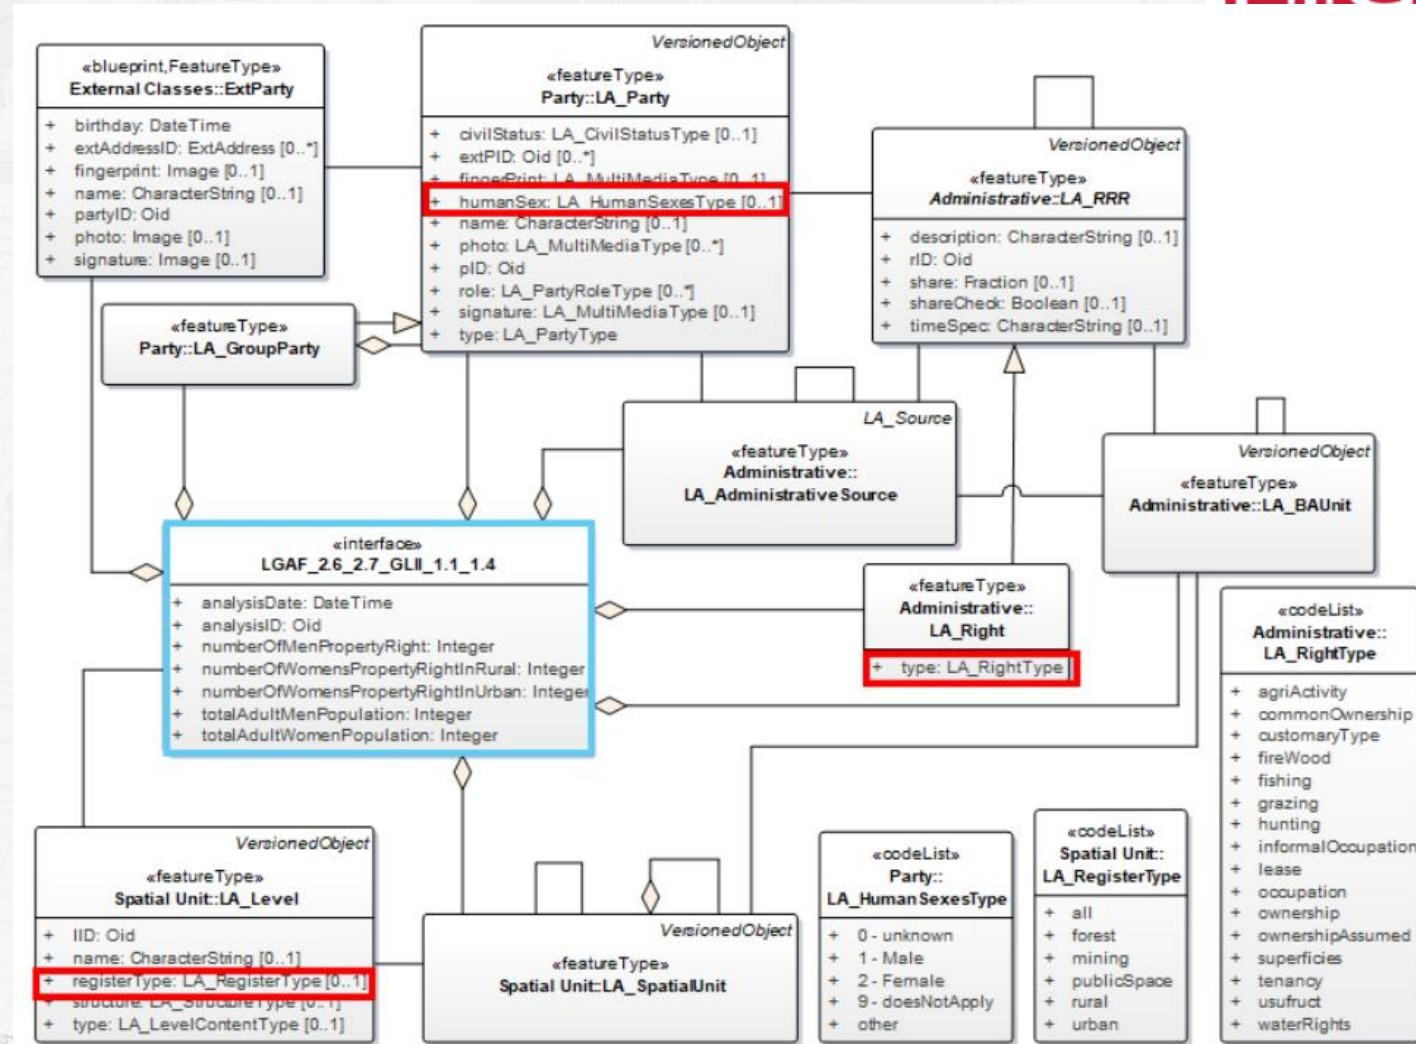 «blueprint,FeatureType»
External Classes::ExtParty
+ birthday: DateTime
+ extAddressID: ExtAddress [0..*]
+ fingerprint: Image [0..1]
+ name: CharacterString [0..1]
+ partyID: Oid
+ photo: Image [0..1]
+ signature: Image [0..1]
VersionedObject
«featureType»
Party::LA_Party
+ civilStatus: LA_CivilStatusType [0..1]
+ extPID: Oid [0..*]
+ fingerPrint: LA_MultiMediaType [0..1]
+ humanSex: LA_HumanSexesType [0..1]
+ name: CharacterString [0..1]
+ photo: LA_MultiMediaType [0..*]
+ pID: Oid
+ role: LA_PartyRoleType [0..*]
+ signature: LA_MultiMediaType [0..1]
+ type: LA_PartyType
VersionedObject
«featureType»
Administrative::LA_RRR
+ description: CharacterString [0..1]
+ rID: Oid
+ share: Fraction [0..1]
+ shareCheck: Boolean [0..1]
+ timeSpec: CharacterString [0..1]
«featureType»
Party::LA_GroupParty
LA_Source
«featureType»
Administrative::
LA_AdministrativeSource
VersionedObject
«featureType»
Administrative::LA_BAUnit
«interface»
LGAF_2.6_2.7_GLII_1.1_1.4
+ analysisDate: DateTime
+ analysisID: Oid
+ numberOfMenPropertyRight: Integer
+ numberOfWomensPropertyRightInRural: Integer
+ numberOfWomensPropertyRightInUrban: Integer
+ totalAdultMenPopulation: Integer
+ totalAdultWomenPopulation: Integer
«featureType»
Administrative::
LA_Right
+ type: LA_RightType
«codeList»
Administrative::
LA_RightType
+ agriActivity
+ commonOwnership
+ customaryType
+ fireWood
+ fishing
+ grazing
+ hunting
+ informalOccupation
+ lease
+ occupation
+ ownership
+ ownershipAssumed
+ superficies
+ tenancy
+ usufruct
+ waterRights
VersionedObject
«featureType»
Spatial Unit::LA_Level
+ lID: Oid
+ name: CharacterString [0..1]
+ registerType: LA_RegisterType [0..1]
+ structure: LA_StructureType [0..1]
+ type: LA_LevelContentType [0..1]
VersionedObject
«featureType»
Spatial Unit::LA_SpatialUnit
«codeList»
Party::
LA_HumanSexesType
+ 0 - unknown
+ 1 - Male
+ 2 - Female
+ 9 - doesNotApply
+ other
«codeList»
Spatial Unit::
LA_RegisterType
+ all
+ forest
+ mining
+ publicSpace
+ rural
+ urban